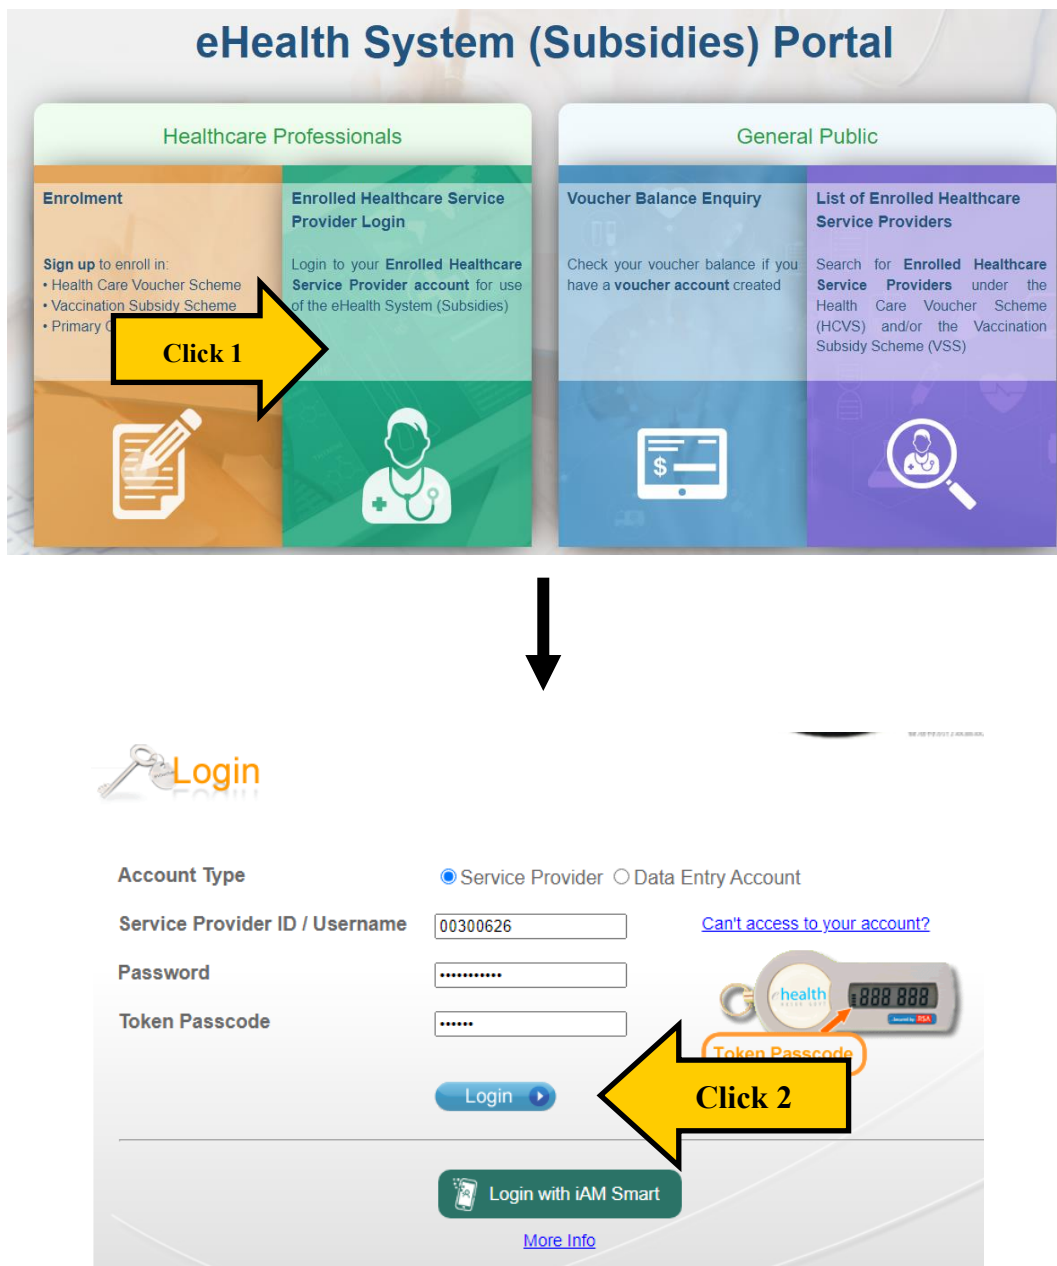 eHealth System (Subsidies) Portal
Healthcare Professionals
General Public
Enrolment
Sign up to enroll in:
• Health Care Voucher Scheme
• Vaccination Subsidy Scheme
• Primary
Click 1
Enrolled Healthcare Service
Provider Login
Login to your Enrolled Healthcare
Service Provider account for use
of the eHealth System (Subsidies)
Voucher Balance Enquiry
Check your voucher balance if you
have a voucher account created
$
List of Enrolled Healthcare
Service Providers
Search for Enrolled Healthcare
Service Providers under the
Health Care Voucher Scheme
(HCVS) and/or the Vaccination
Subsidy Scheme (VSS)
Login
Account Type
Service Provider Data Entry Account
Service Provider ID / Username
00300626
Can't access to your account?
Password
•••••••••••
ehealth
888 888
Secured by RSA
Token Passcode
••••••
Token Passcode
Login
Click 2
Login with iAM Smart
More Info